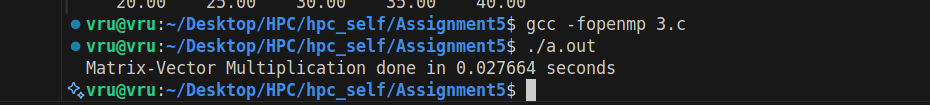 20.00 25.00 30.00 35.00 40.00
vru@vru:~/Desktop/HPC/hpc_self/Assignment5$ gcc -fopenmp 3.c
vru@vru:~/Desktop/HPC/hpc_self/Assignment5$ ./a.out
Matrix-Vector Multiplication done in 0.027664 seconds
vru@vru:~/Desktop/HPC/hpc_self/Assignment5$